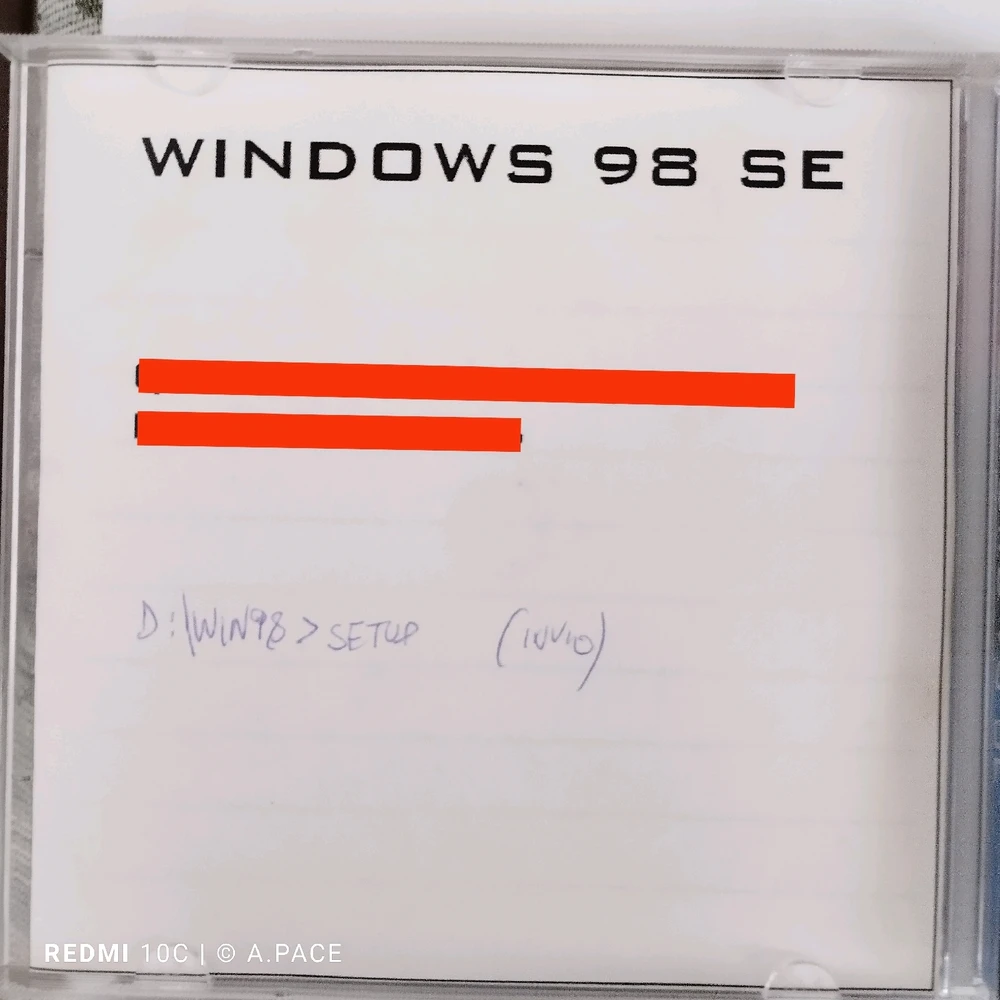 WINDOWS 98 SE
D:\WIN98>SETUP (INVIO)
REDMI 10C | © A.PACE